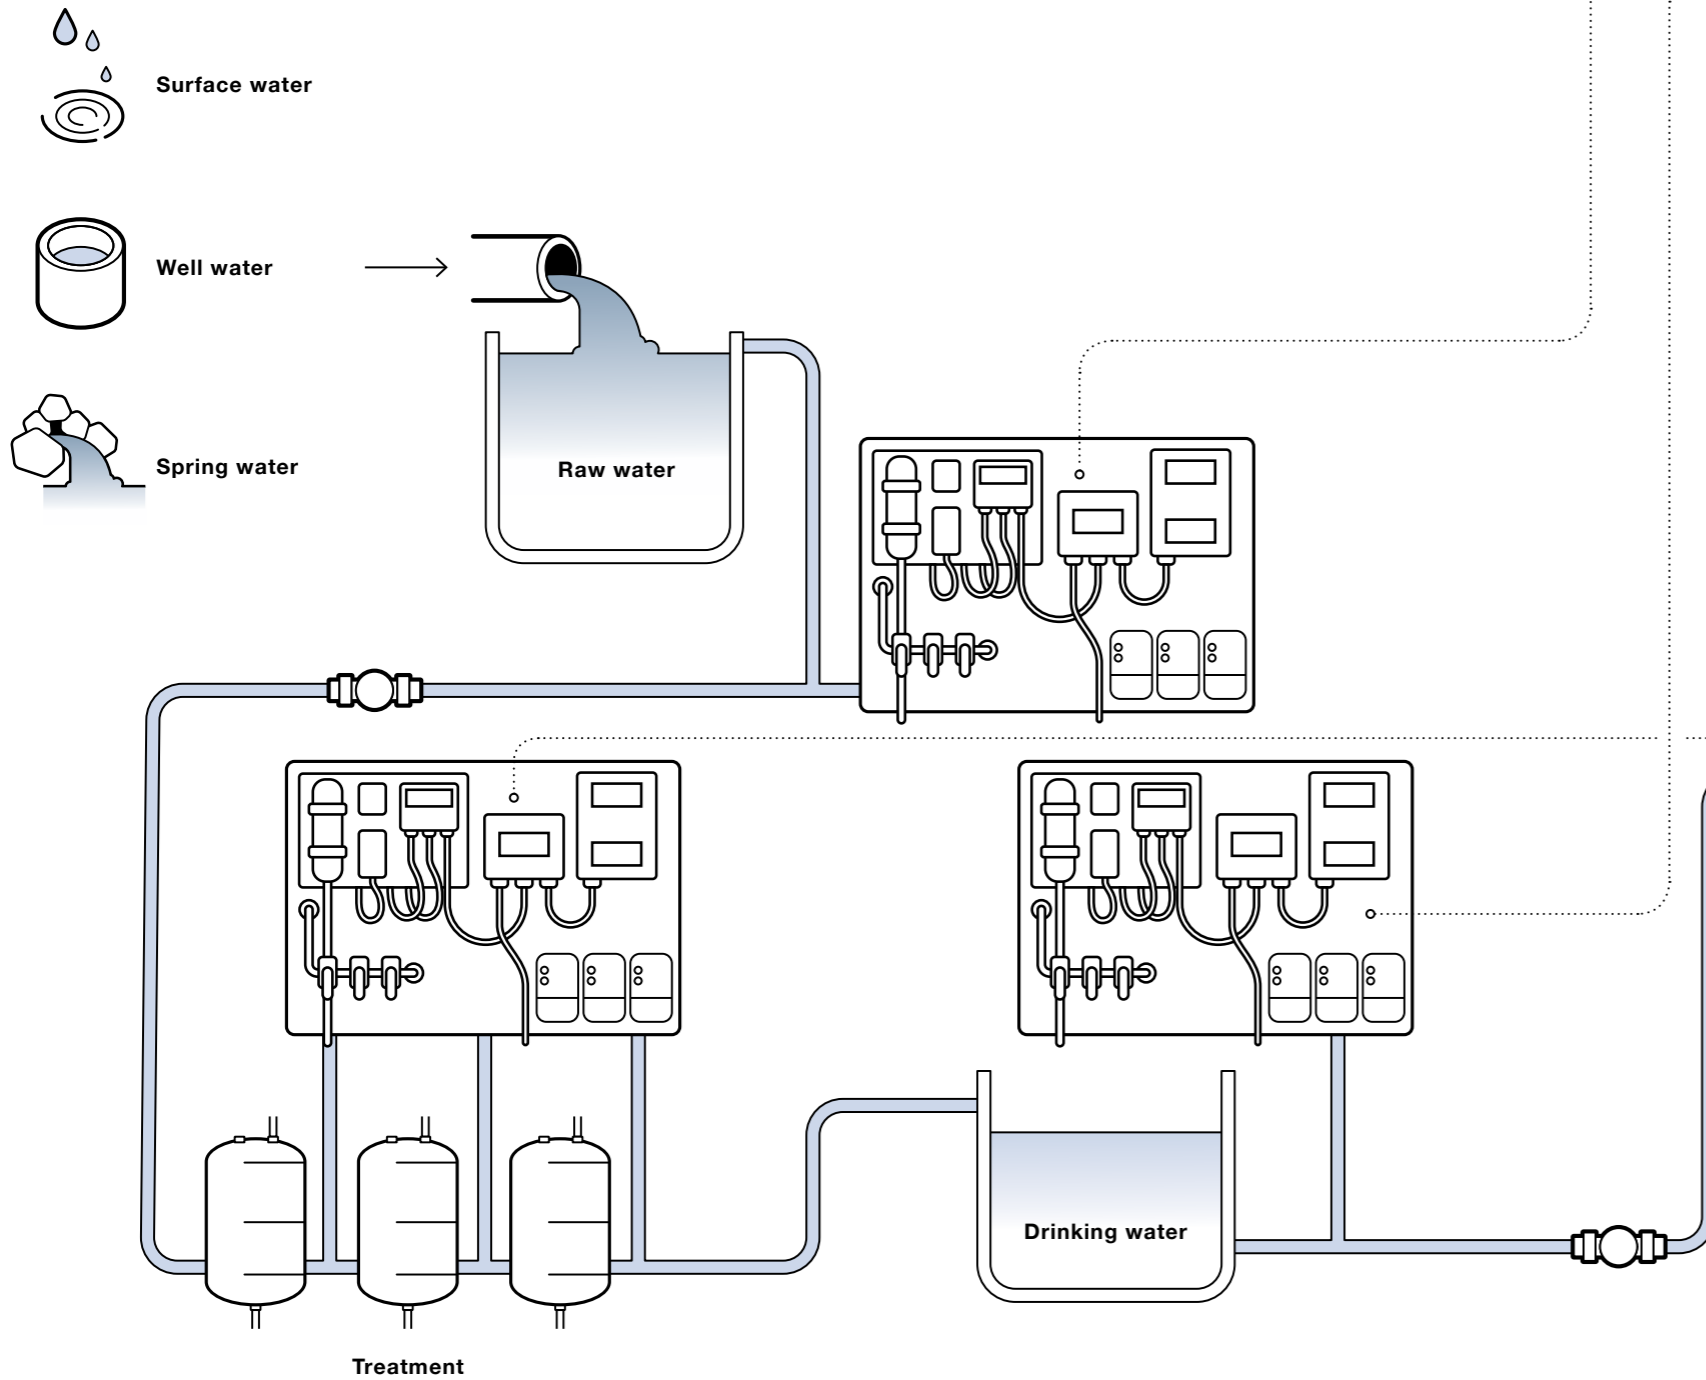 Surface water
Well water
Spring water
Raw water
Drinking water
Treatment